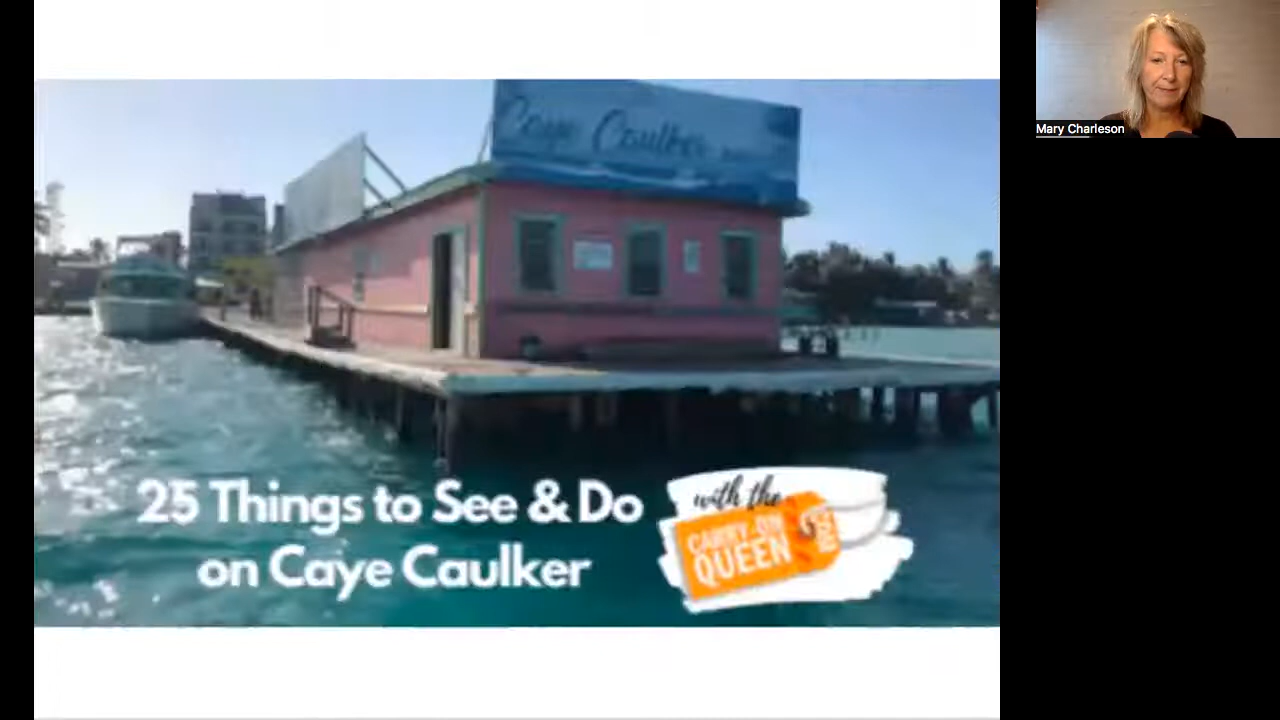 Caye Caulker
25 Things to See & Do
on Caye Caulker
with the
CARRY-ON
QUEEN
Mary Charleson